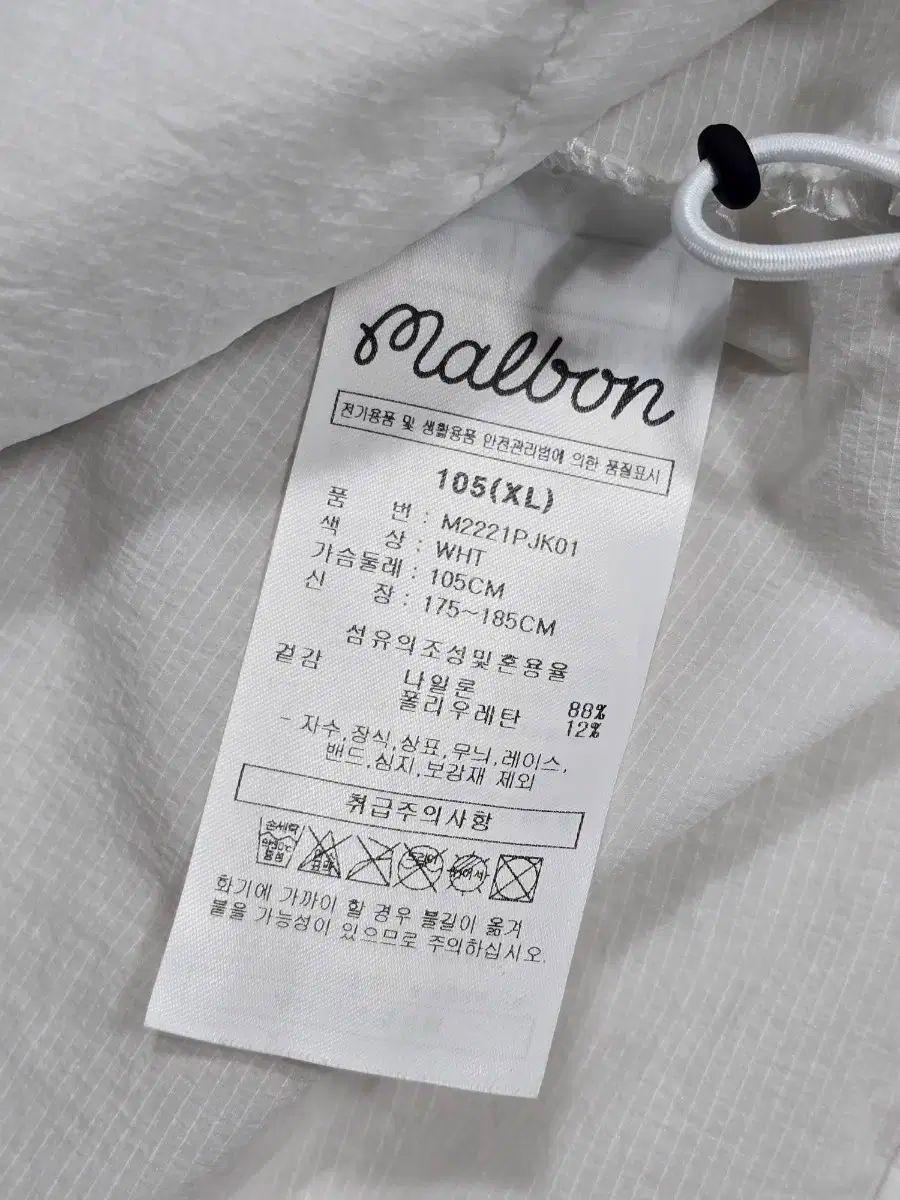 malbon
전기용품 및 생활용품 안전관리법에 의한 품질표시
105(XL)
품 번 : M2221PJK01
색 상 : WHT
가슴둘레 : 105CM
신 장 : 175~185CM
섬유의조성및혼용율
겉감 나일론 88%
폴리우레탄 12%
- 자수,장식,상표,무늬,레이스,
밴드,심지,보강재 제외
취급주의사항
손세탁
드라이
화기에 가까이 할 경우 불길이 옮겨
붙을 가능성이 있으므로 주의하십시오.